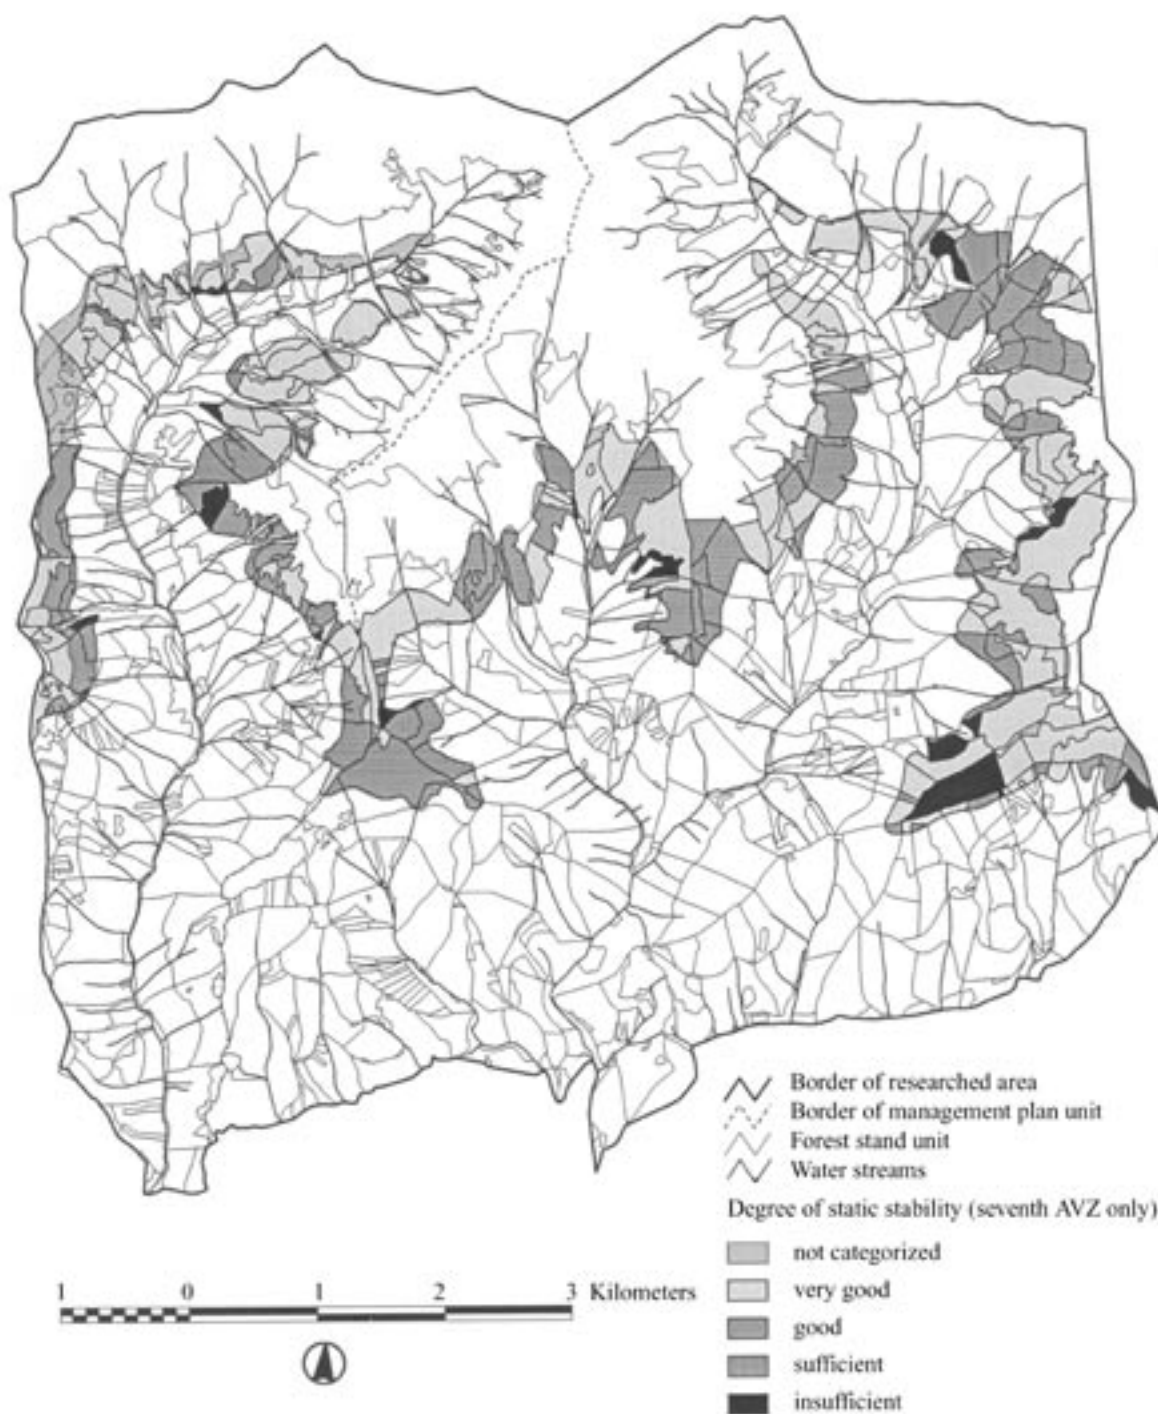 Border of researched area
Border of management plan unit
Forest stand unit
Water streams
Degree of static stability (seventh AVZ only)
not categorized
very good
good
sufficient
insufficient
1 0 1 2 3 Kilometers